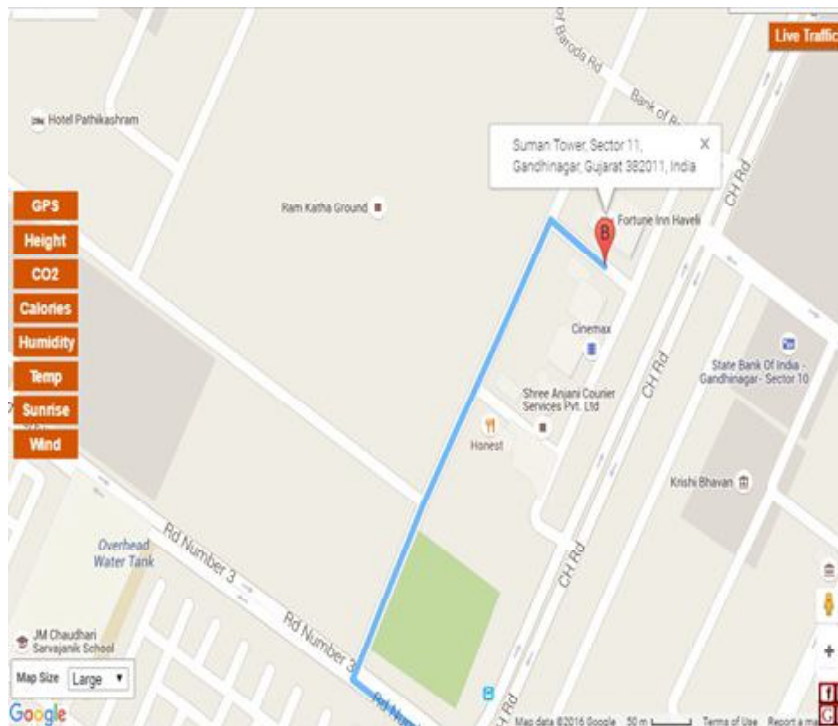 Live Traffic
Baroda Rd
Bank of
Hotel Pathikashram
Suman Tower, Sector 11,
Gandhinagar, Gujarat 382011, India
X
CH Rd
GPS
Ram Katha Ground
Fortune Inn Haveli
B
Height
CO2
Calories
Cinemax
Humidity
State Bank Of India -
Gandhinagar- Sector 10
Temp
CH Rd
Shree Anjani Courier
Services Pvt. Ltd
Sunrise
Honest
Wind
Krishi Bhavan
Rd Number 3
CH Rd
Overhead
Water Tank
Rd Number 3
JM Chaudhari
Sarvajanik School
Map Size Large
CH Rd
Rd
+
f
Google
Map data ©2016 Google 50 m Terms of Use Report a